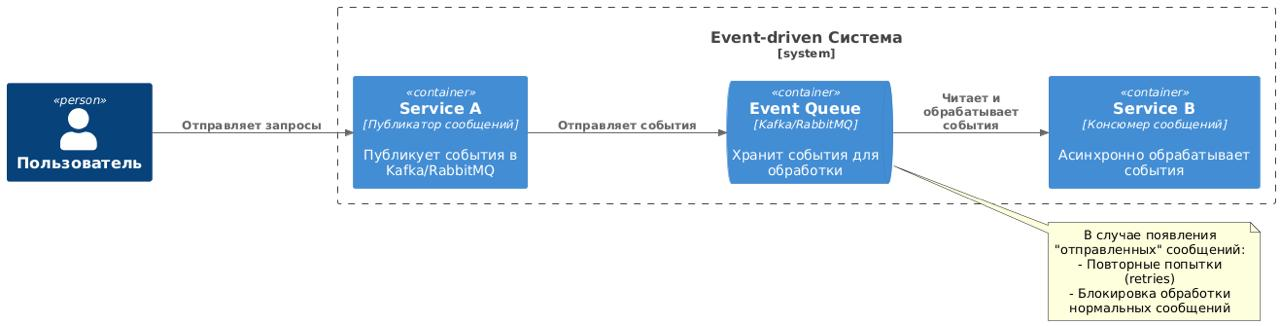 Event-driven Система
[system]
«person»
Пользователь
Отправляет запросы
«container»
Service A
[Публикатор сообщений]
Публикует события в
Kafka/RabbitMQ
Отправляет события
«container»
Event Queue
[Kafka/RabbitMQ]
Хранит события для
обработки
Читает и
обрабатывает
события
«container»
Service B
[Консюмер сообщений]
Асинхронно обрабатывает
события
В случае появления
"отправленных" сообщений:
- Повторные попытки
(retries)
- Блокировка обработки
нормальных сообщений